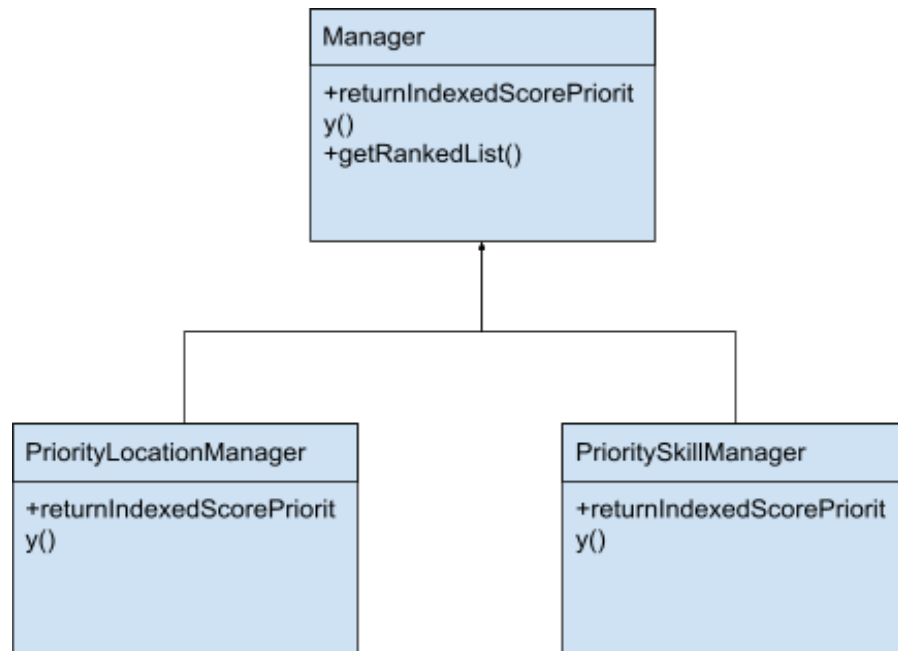 Manager
+returnIndexedScorePriorit
y()
+getRankedList()
PriorityLocationManager
+returnIndexedScorePriorit
y()
PrioritySkillManager
+returnIndexedScorePriorit
y()